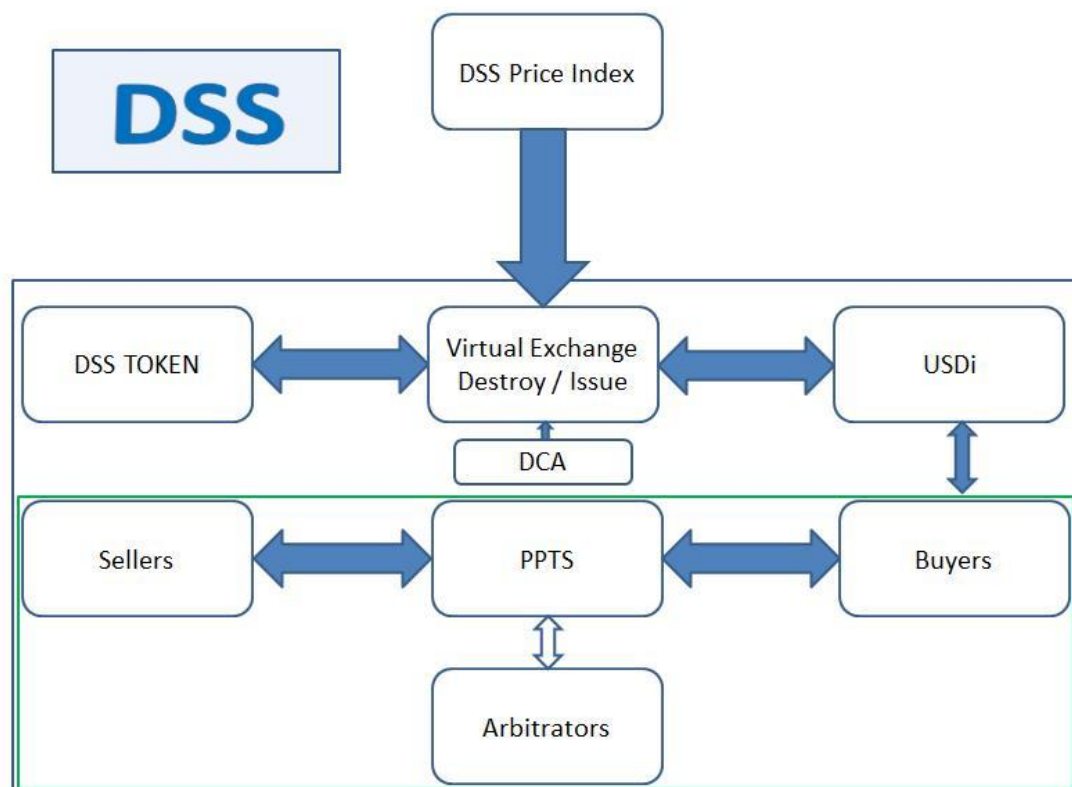 DSS
DSS Price Index
DSS TOKEN
Virtual Exchange
Destroy / Issue
USDi
DCA
Sellers
PPTS
Buyers
Arbitrators